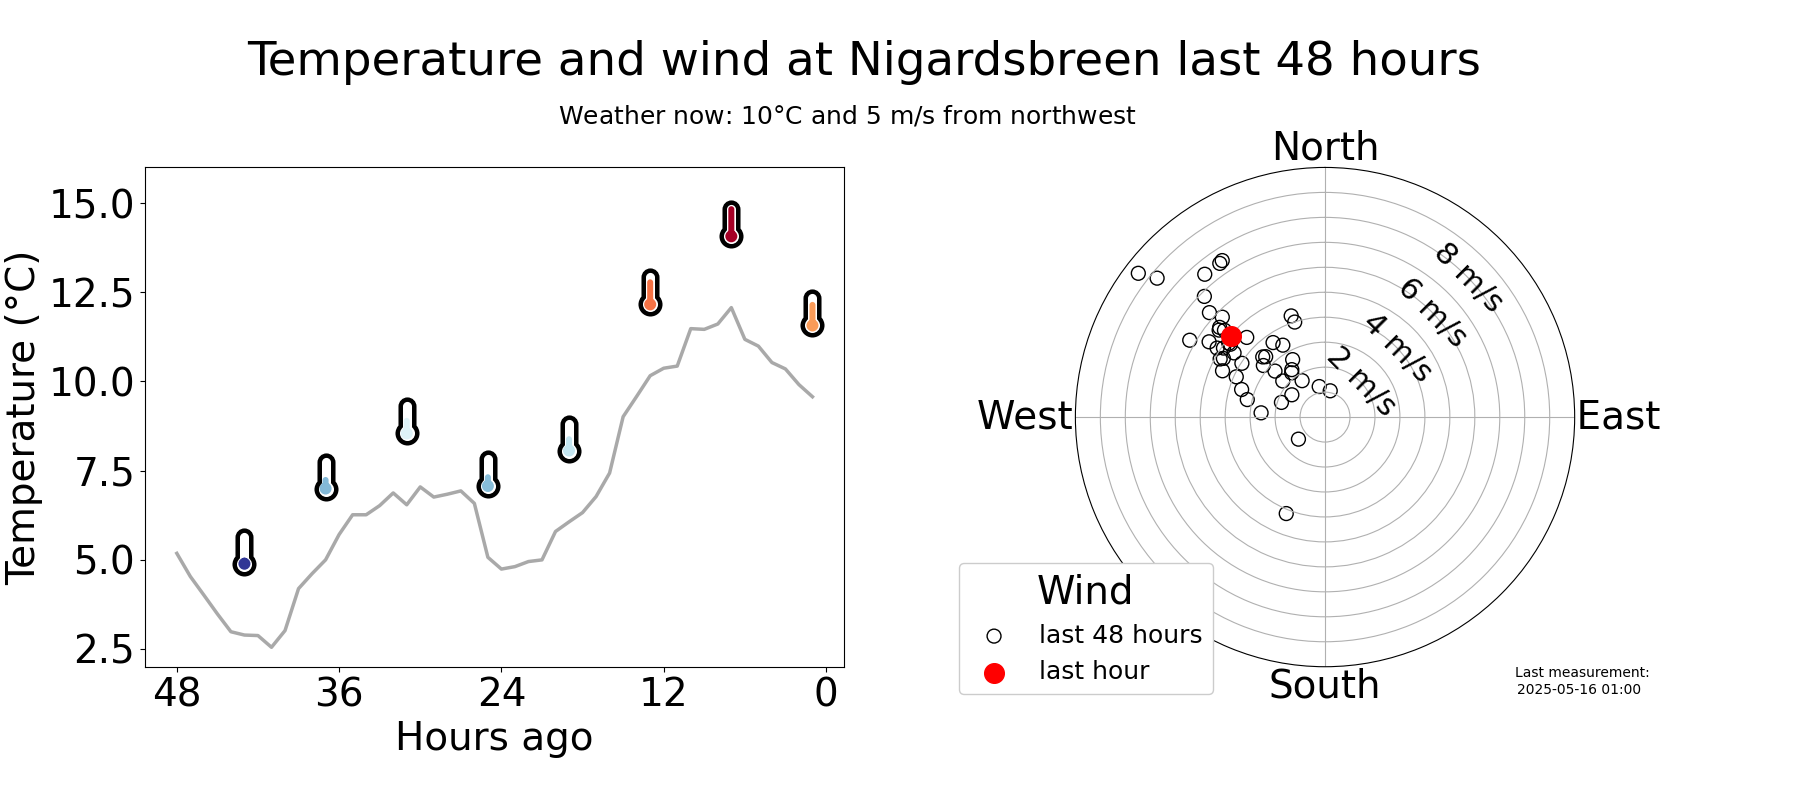 Temperature and wind at Nigardsbreen last 48 hours
Weather now: 10°C and 5 m/s from northwest
Temperature (°C)
15.0
12.5
10.0
7.5
5.0
2.5
48 36 24 12 0
Hours ago
North
West
East
South
8 m/s
6 m/s
4 m/s
2 m/s
Wind
last 48 hours
last hour
Last measurement:
2025-05-16 01:00